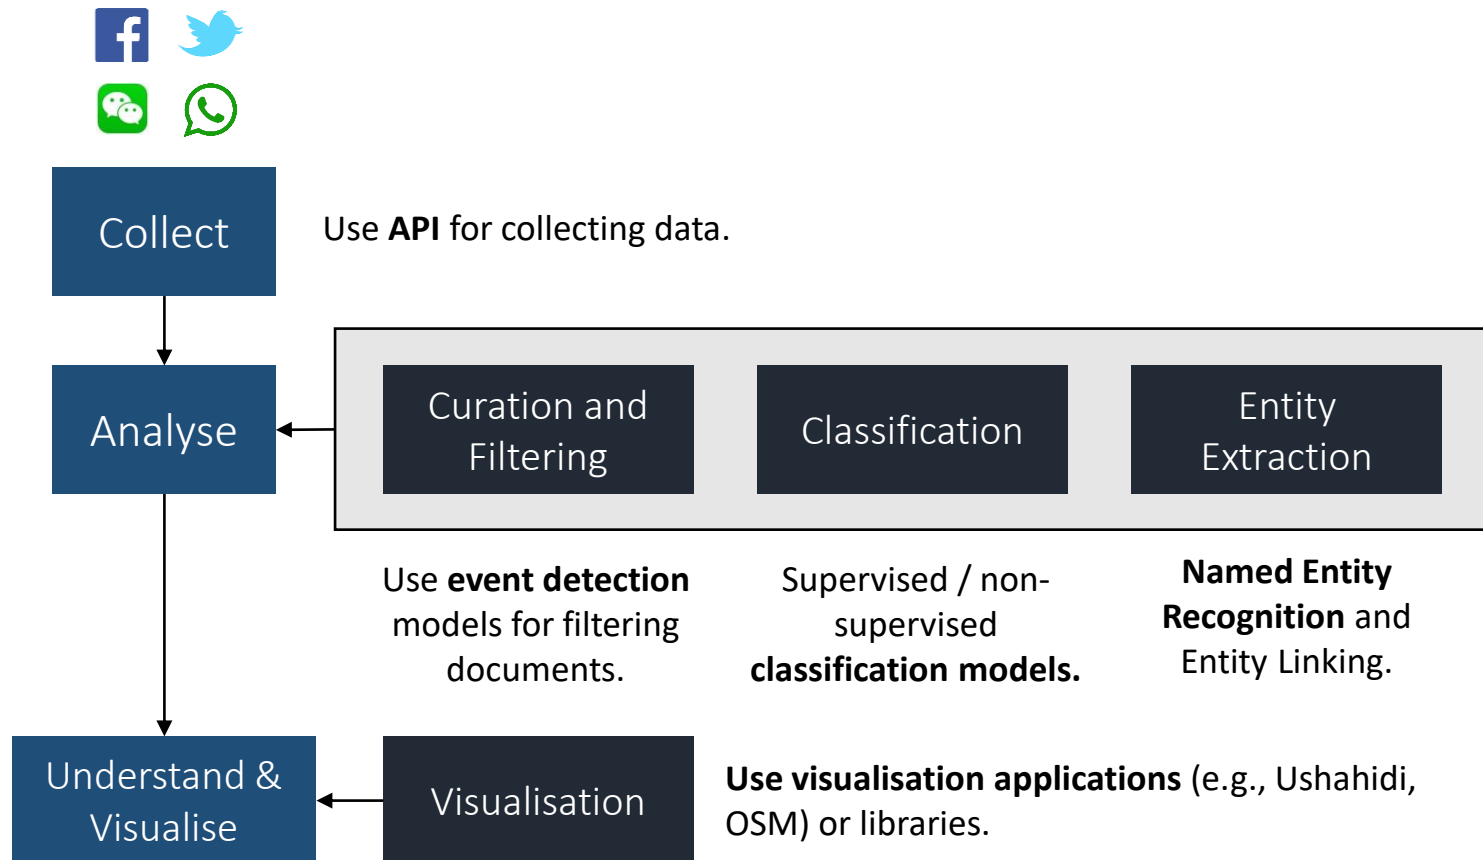 Collect
Use API for collecting data.
Analyse
Curation and
Filtering
Classification
Entity
Extraction
Use event detection
models for filtering
documents.
Supervised / non-
supervised
classification models.
Named Entity
Recognition and
Entity Linking.
Understand &
Visualise
Visualisation
Use visualisation applications (e.g., Ushahidi,
OSM) or libraries.